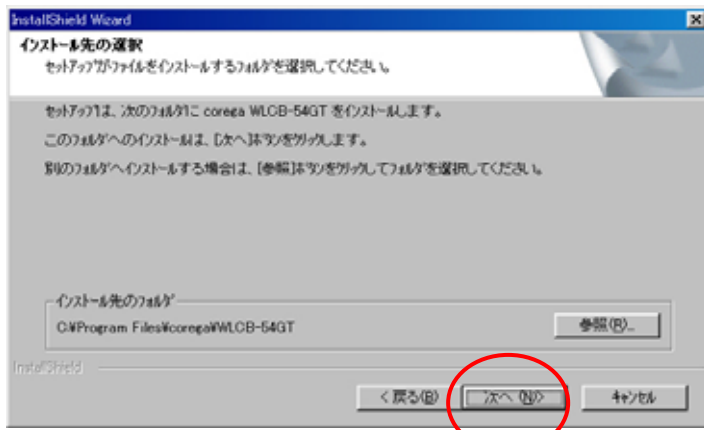 InstallShield Wizard
インストール先の選択
セットアップがファイルをインストールするフォルダを選択してください。
セットアップは、次のフォルダに corega WLCB-54GT をインストールします。
このフォルダへのインストールは、[次へ]ボタンをクリックします。
別のフォルダへインストールする場合は、[参照]ボタンをクリックしてフォルダを選択してください。
インストール先のフォルダ
C:¥Program Files¥corega¥WLCB-54GT
参照(R)...
InstallShield
< 戻る(B)
次へ(N)>
キャンセル